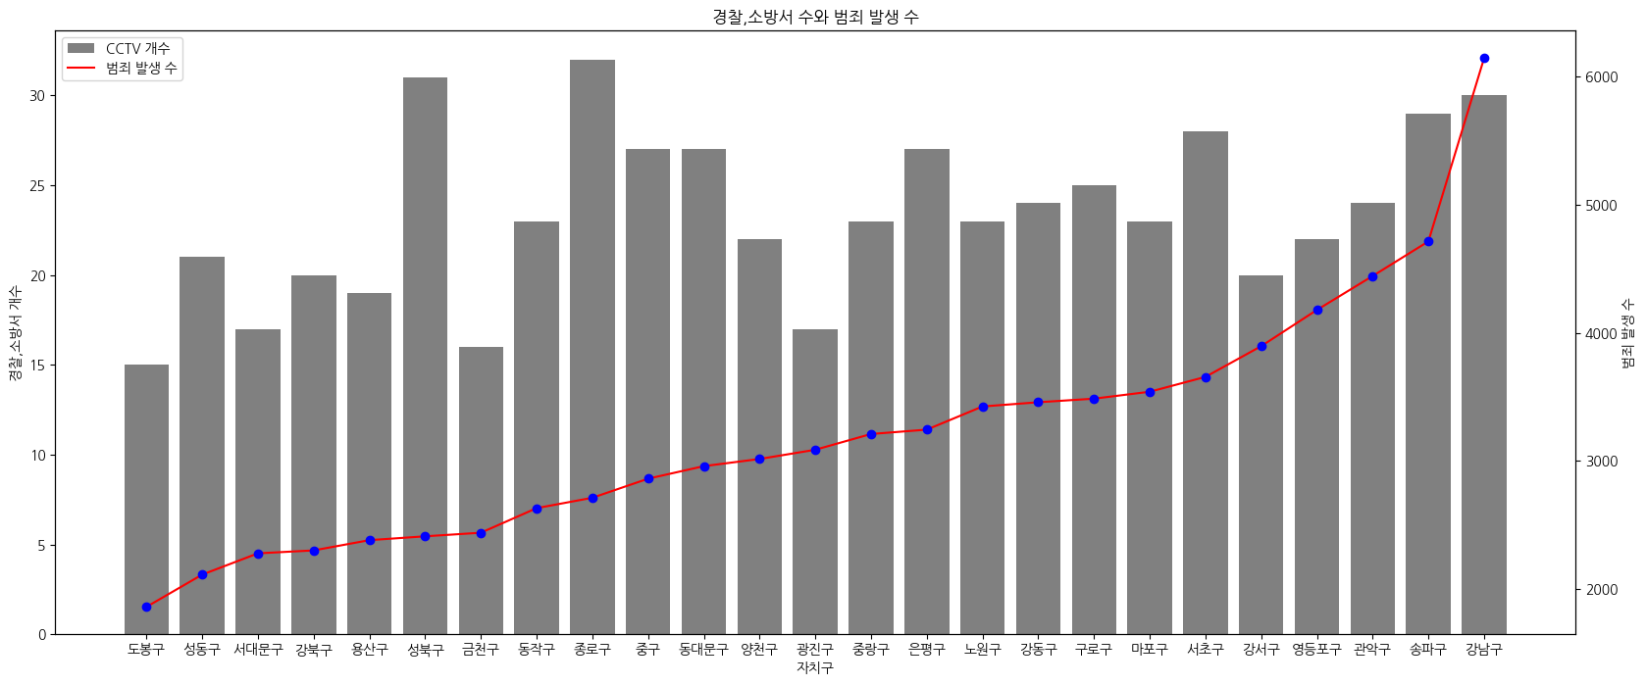 경찰,소방서 수와 범죄 발생 수
CCTV 개수
범죄 발생 수
경찰,소방서 개수
30
25
20
15
10
5
0
6000
5000
4000
3000
2000
범죄 발생 수
도봉구 성동구 서대문구 강북구 용산구 성북구 금천구 동작구 종로구 중구 동대문구 양천구 광진구 중랑구 은평구 노원구 강동구 구로구 마포구 서초구 강서구 영등포구 관악구 송파구 강남구
자치구